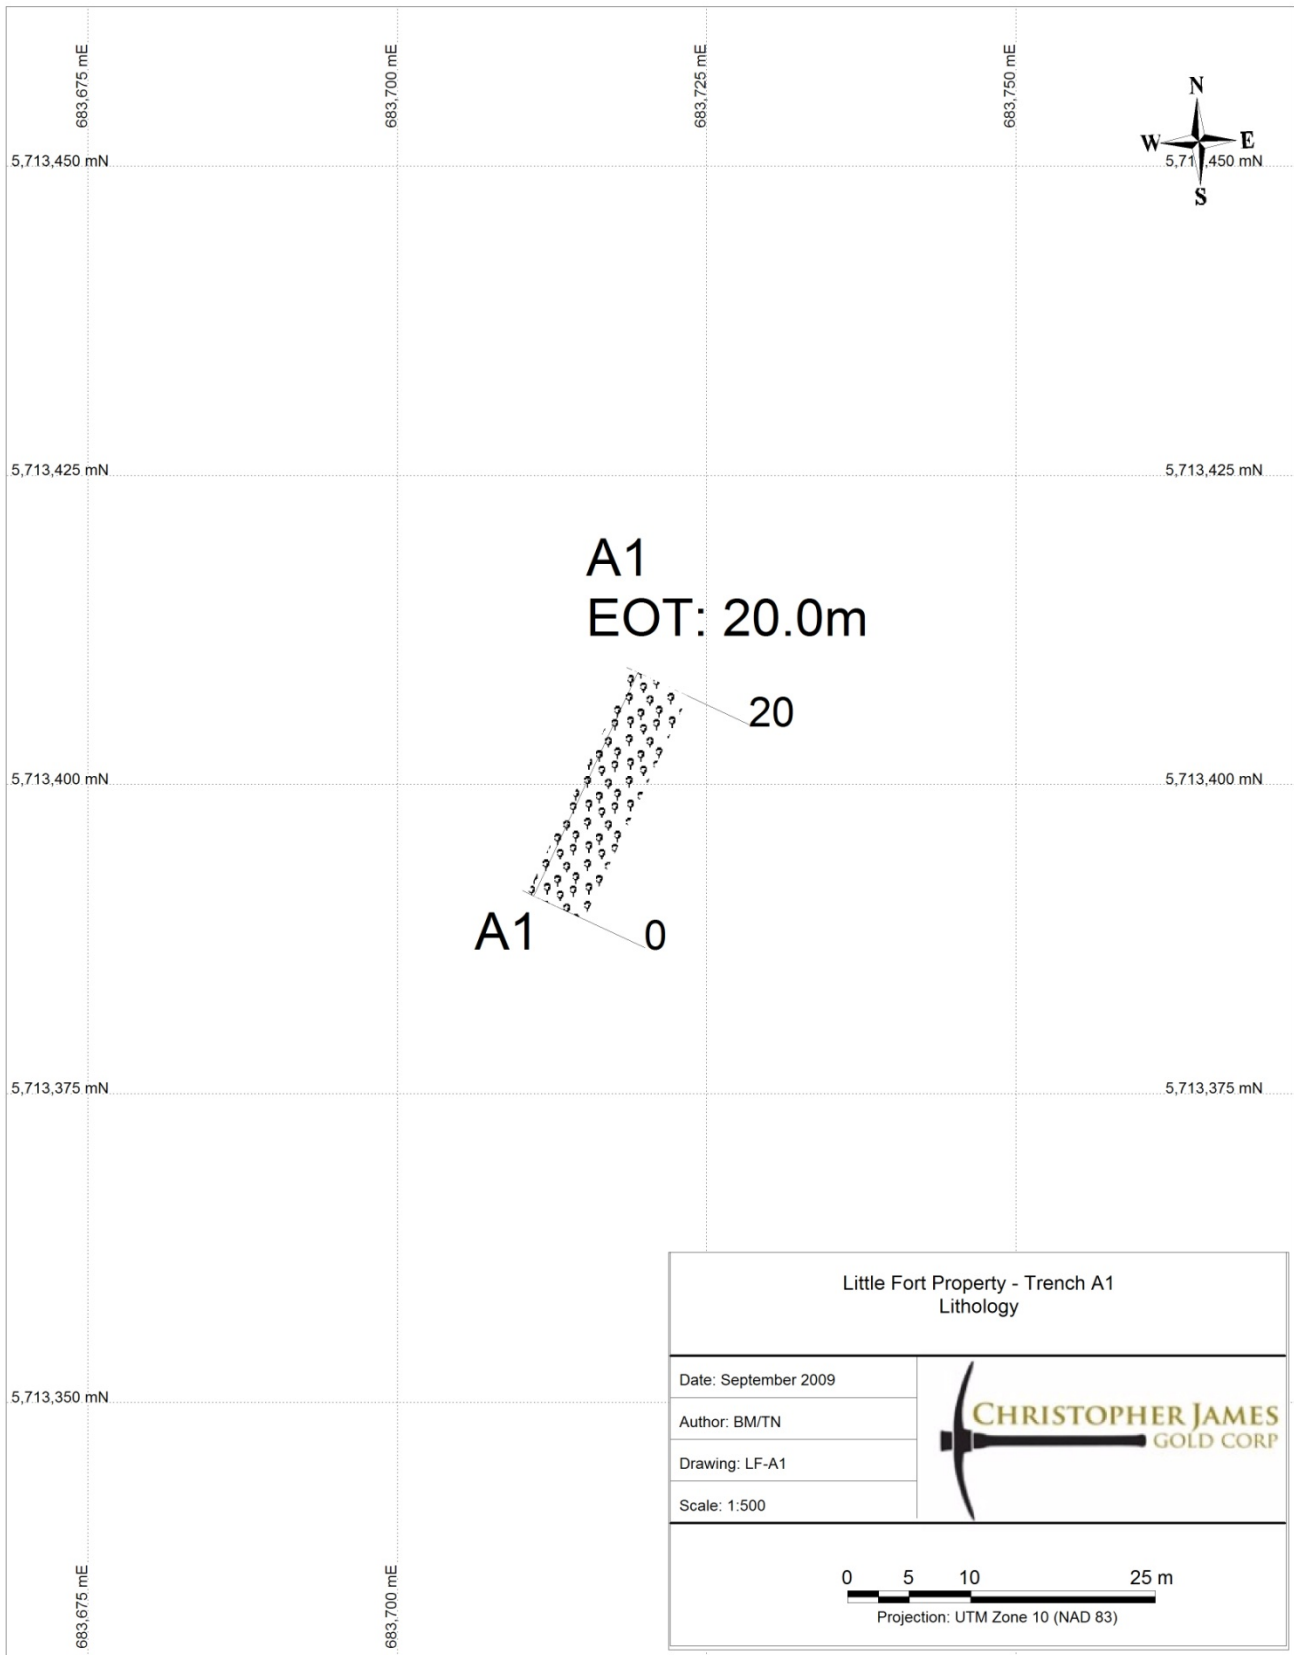 683,675 mE
683,700 mE
683,725 mE
683,750 mE
N
W E
S
5,713,450 mN
450 mN
5,713,425 mN
5,713,425 mN
A1
EOT: 20.0m
20
5,713,400 mN
5,713,400 mN
A1
0
5,713,375 mN
5,713,375 mN
5,713,350 mN
Little Fort Property - Trench A1
Lithology
Date: September 2009
Author: BM/TN
Drawing: LF-A1
Scale: 1:500
CHRISTOPHER JAMES
GOLD CORP
0 5 10 25 m
Projection: UTM Zone 10 (NAD 83)
683,675 mE
683,700 mE